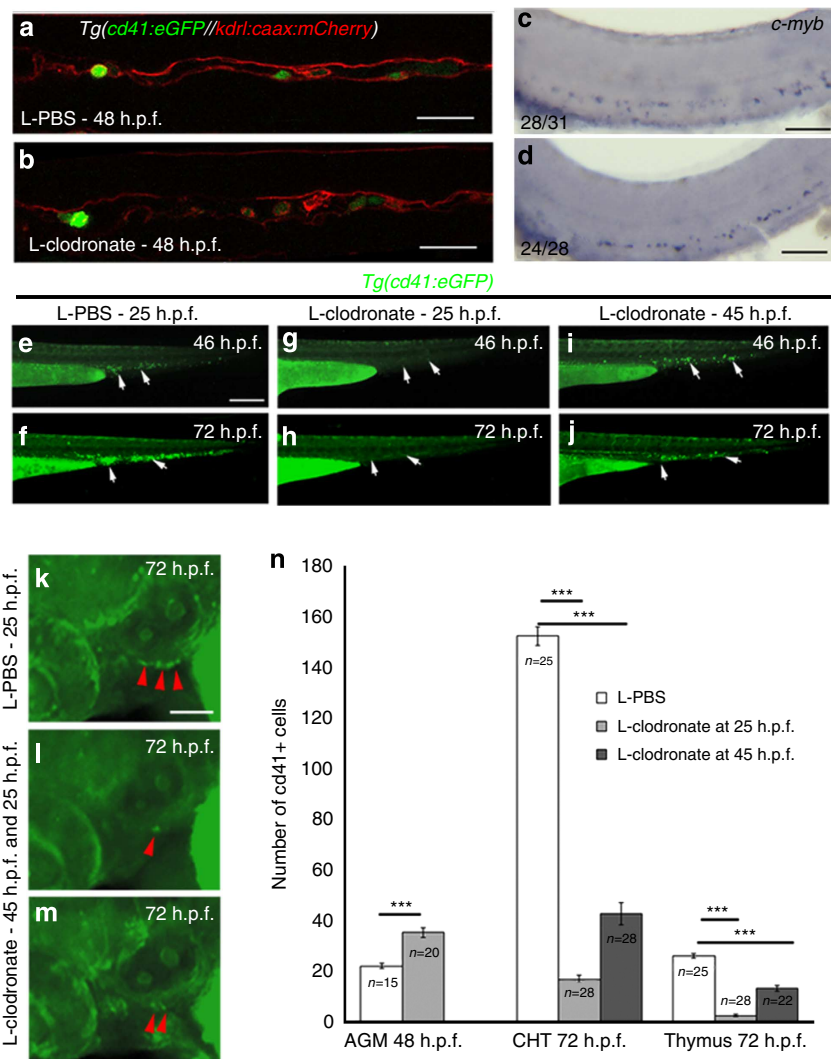 a
Tg(cd41:eGFP//kdrl:caax:mCherry)
L-PBS - 48 h.p.f.
b
L-clodronate - 48 h.p.f.
c
c-myb
28/31
d
24/28
Tg(cd41:eGFP)
L-PBS - 25 h.p.f.
L-clodronate - 25 h.p.f.
L-clodronate - 45 h.p.f.
e
46 h.p.f.
g
46 h.p.f.
i
46 h.p.f.
f
72 h.p.f.
h
72 h.p.f.
j
72 h.p.f.
L-PBS - 25 h.p.f.
k
72 h.p.f.
L-clodronate - 45 h.p.f. and 25 h.p.f.
l
72 h.p.f.
m
72 h.p.f.
n
Number of cd41+ cells
180
160
140
120
100
80
60
40
20
0
***
***
***
***
***
n=15
n=20
n=25
n=28
n=28
n=25
n=28
n=22
L-PBS
L-clodronate at 25 h.p.f.
L-clodronate at 45 h.p.f.
AGM 48 h.p.f.
CHT 72 h.p.f.
Thymus 72 h.p.f.